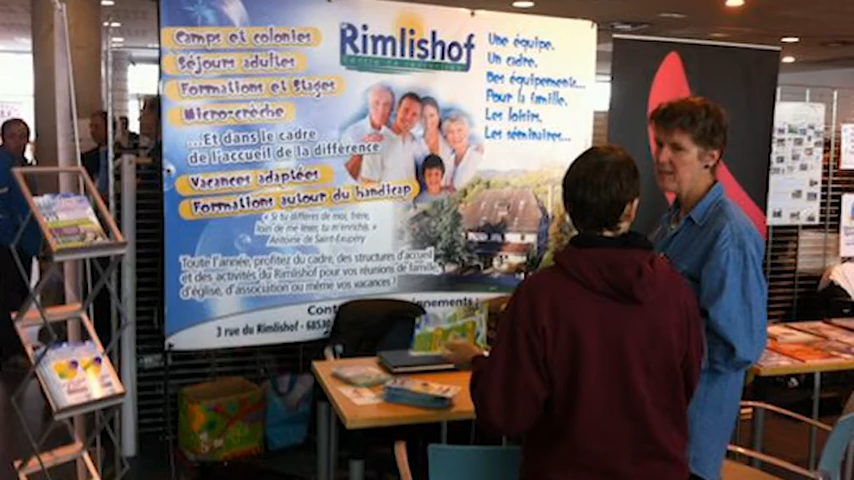 Camps et colonies
Séjours adultes
Formations et Stages
Micro-crèche
...Et dans le cadre
de l'accueil de la différence
Vacances adaptées
Formations autour du handicap
« Si tu diffères de moi, frère,
loin de me léser, tu m'enrichis. »
Antoine de Saint-Exupéry
Rimlishof
centre de rencontres
Une équipe.
Un cadre.
Des équipements...
Pour la famille.
Les loisirs.
Les séminaires...
Toute l'année, profitez du cadre, des structures d'accueil
et des activités du Rimlishof pour vos réunions de famille,
d'église, d'association ou même vos vacances !
3 rue du Rimlishof - 68530